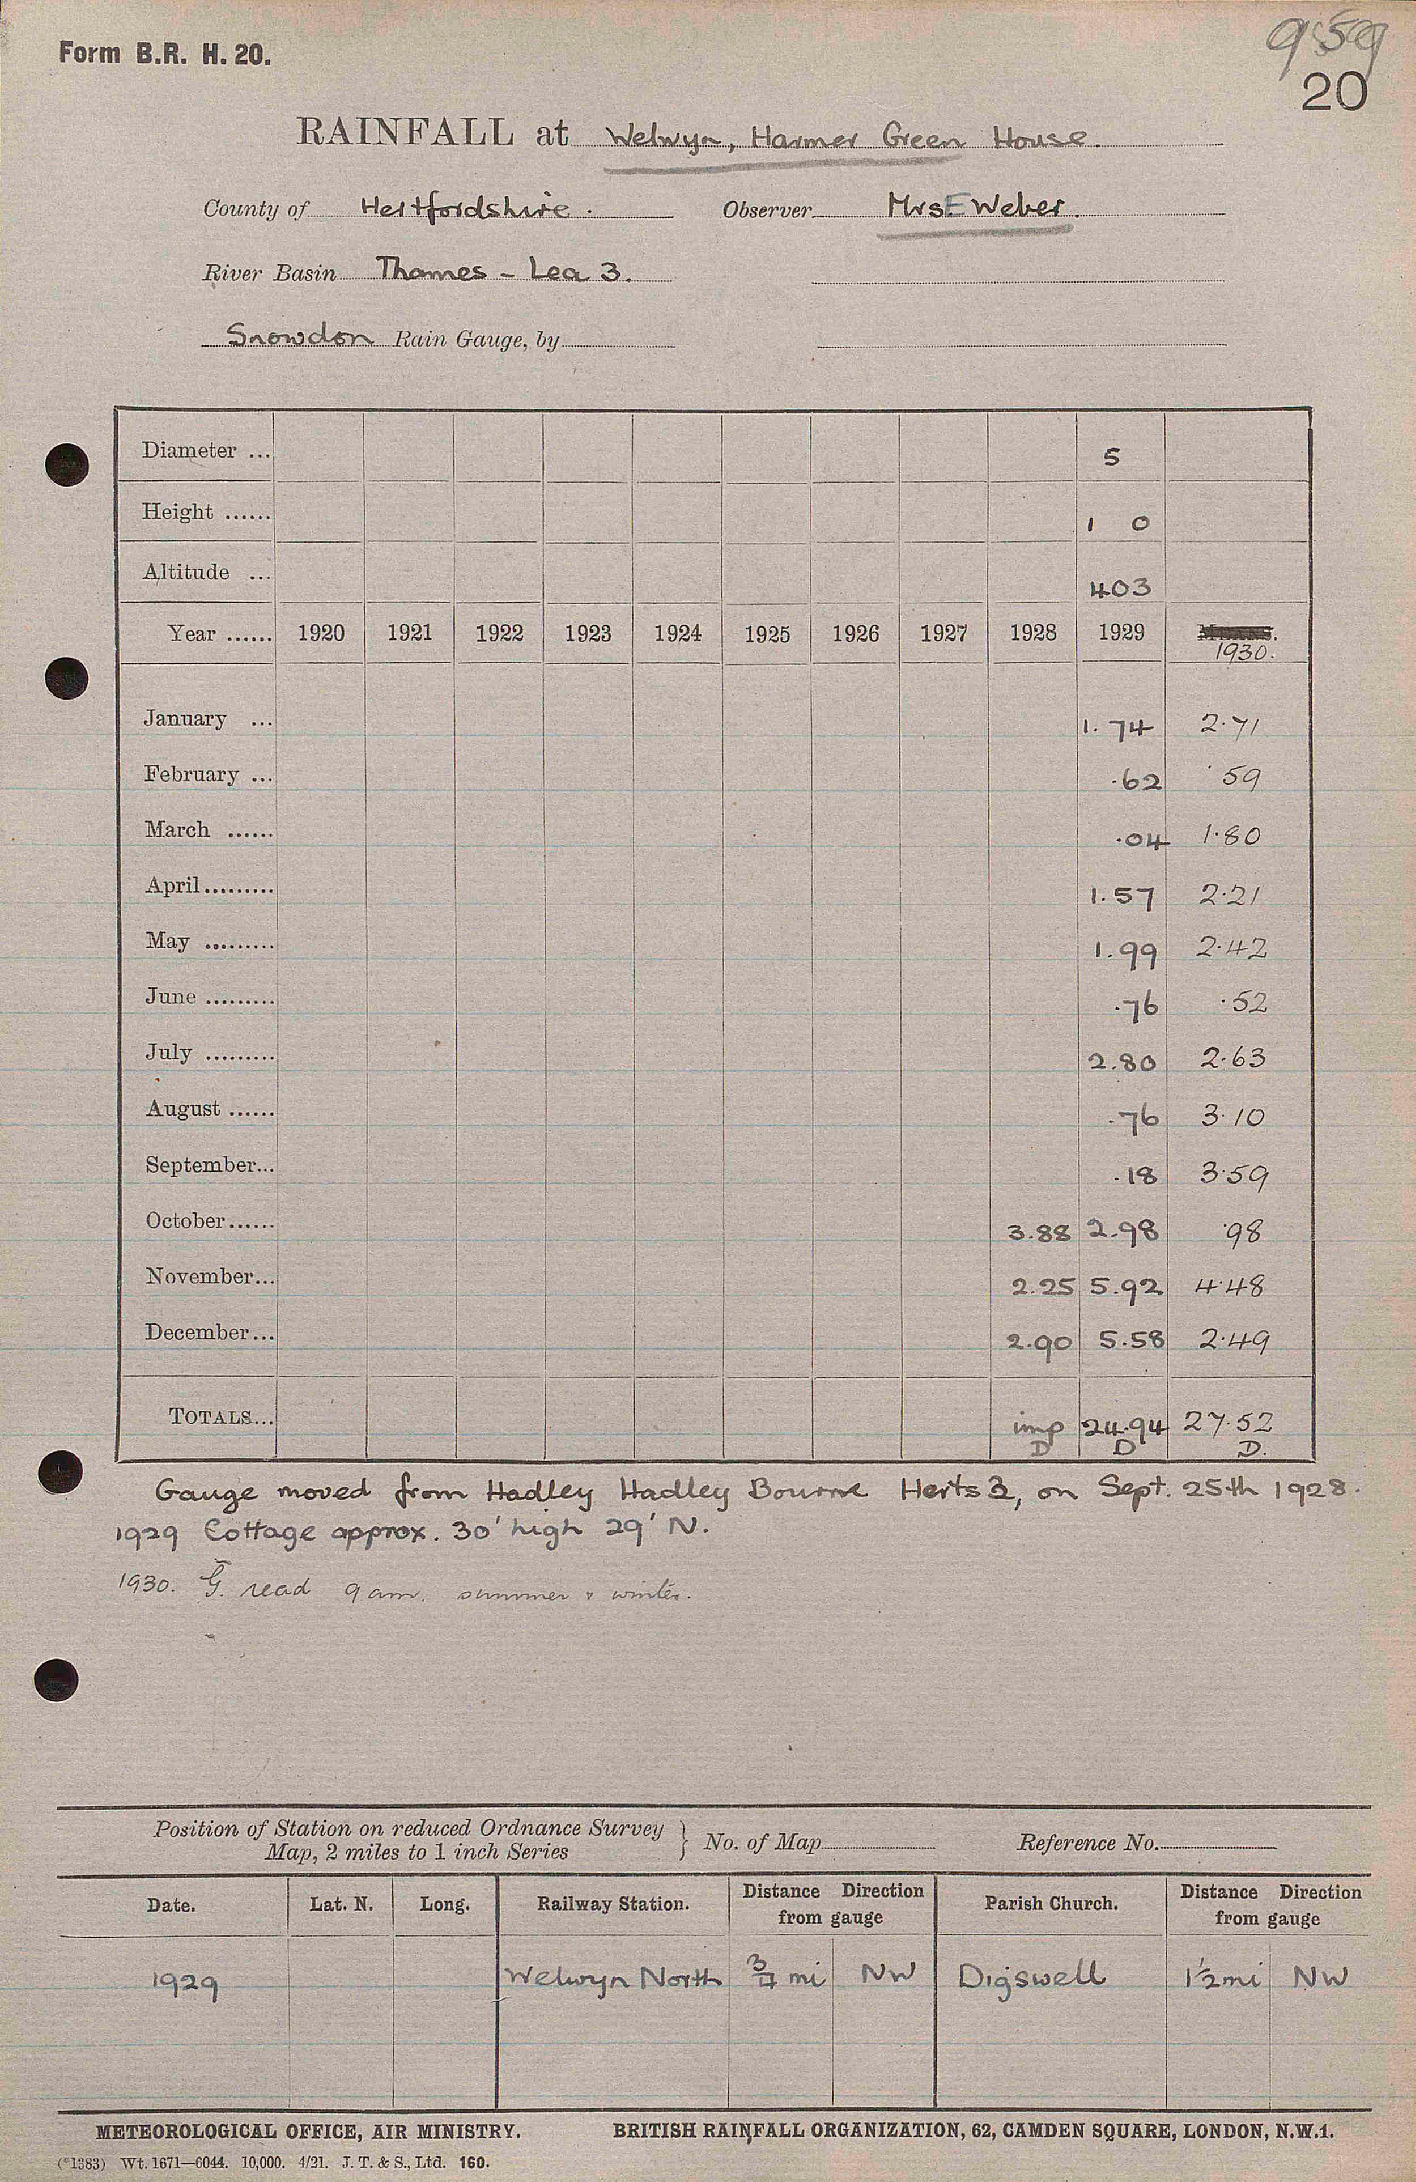 Form B.R. H. 20.
959
20
RAINFALL at Welwyn, Harmer Green House.
County of Hertfordshire. Observer Mrs E Weber.
River Basin Thames - Lea 3.
Snowdon Rain Gauge, by
Diameter ... 5
Height ...... 1 0
Altitude ... 403
Year ...... 1920 1921 1922 1923 1924 1925 1926 1927 1928 1929 MEANS.
1930.
January ... 1.74 2.71
February ... .62 .59
March ...... .04 1.80
April ......... 1.57 2.21
May ......... 1.99 2.42
June ......... .76 .52
July ......... 2.80 2.63
August ...... .76 3.10
September... .18 3.59
October...... 3.88 2.98 .98
November... 2.25 5.92 4.48
December... 2.90 5.58 2.49
TOTALS... imp 24.94 27.52
D D D.
Gauge moved from Hadley Hadley Bourne Herts 3, on Sept. 25th 1928.
1929 Cottage approx. 30' high 29' N.
1930. G. read 9 am. summer & winter.
Position of Station on reduced Ordnance Survey
Map, 2 miles to 1 inch Series } No. of Map Reference No.
Date. Lat. N. Long. Railway Station. Distance Direction from gauge Parish Church. Distance Direction from gauge
1929 Welwyn North 3/4 mi NW Digswell 1½ mi NW
METEOROLOGICAL OFFICE, AIR MINISTRY. BRITISH RAINFALL ORGANIZATION, 62, CAMDEN SQUARE, LONDON, N.W.1.
(*1383) Wt. 1671—6044. 10,000. 4/21. J. T. & S., Ltd. 160.